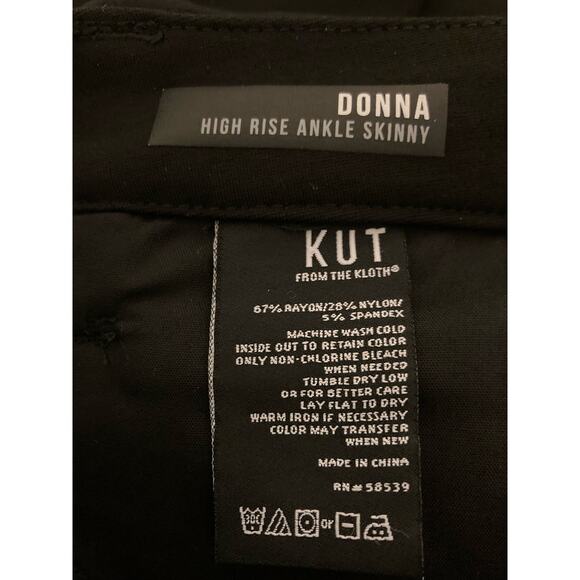 DONNA
HIGH RISE ANKLE SKINNY
KUT
FROM THE KLOTH®
67% RAYON/28% NYLON/
5% SPANDEX
MACHINE WASH COLD
INSIDE OUT TO RETAIN COLOR
ONLY NON-CHLORINE BLEACH
WHEN NEEDED
TUMBLE DRY LOW
OR FOR BETTER CARE
LAY FLAT TO DRY
WARM IRON IF NECESSARY
COLOR MAY TRANSFER
WHEN NEW
MADE IN CHINA
RN# 58539
30C or